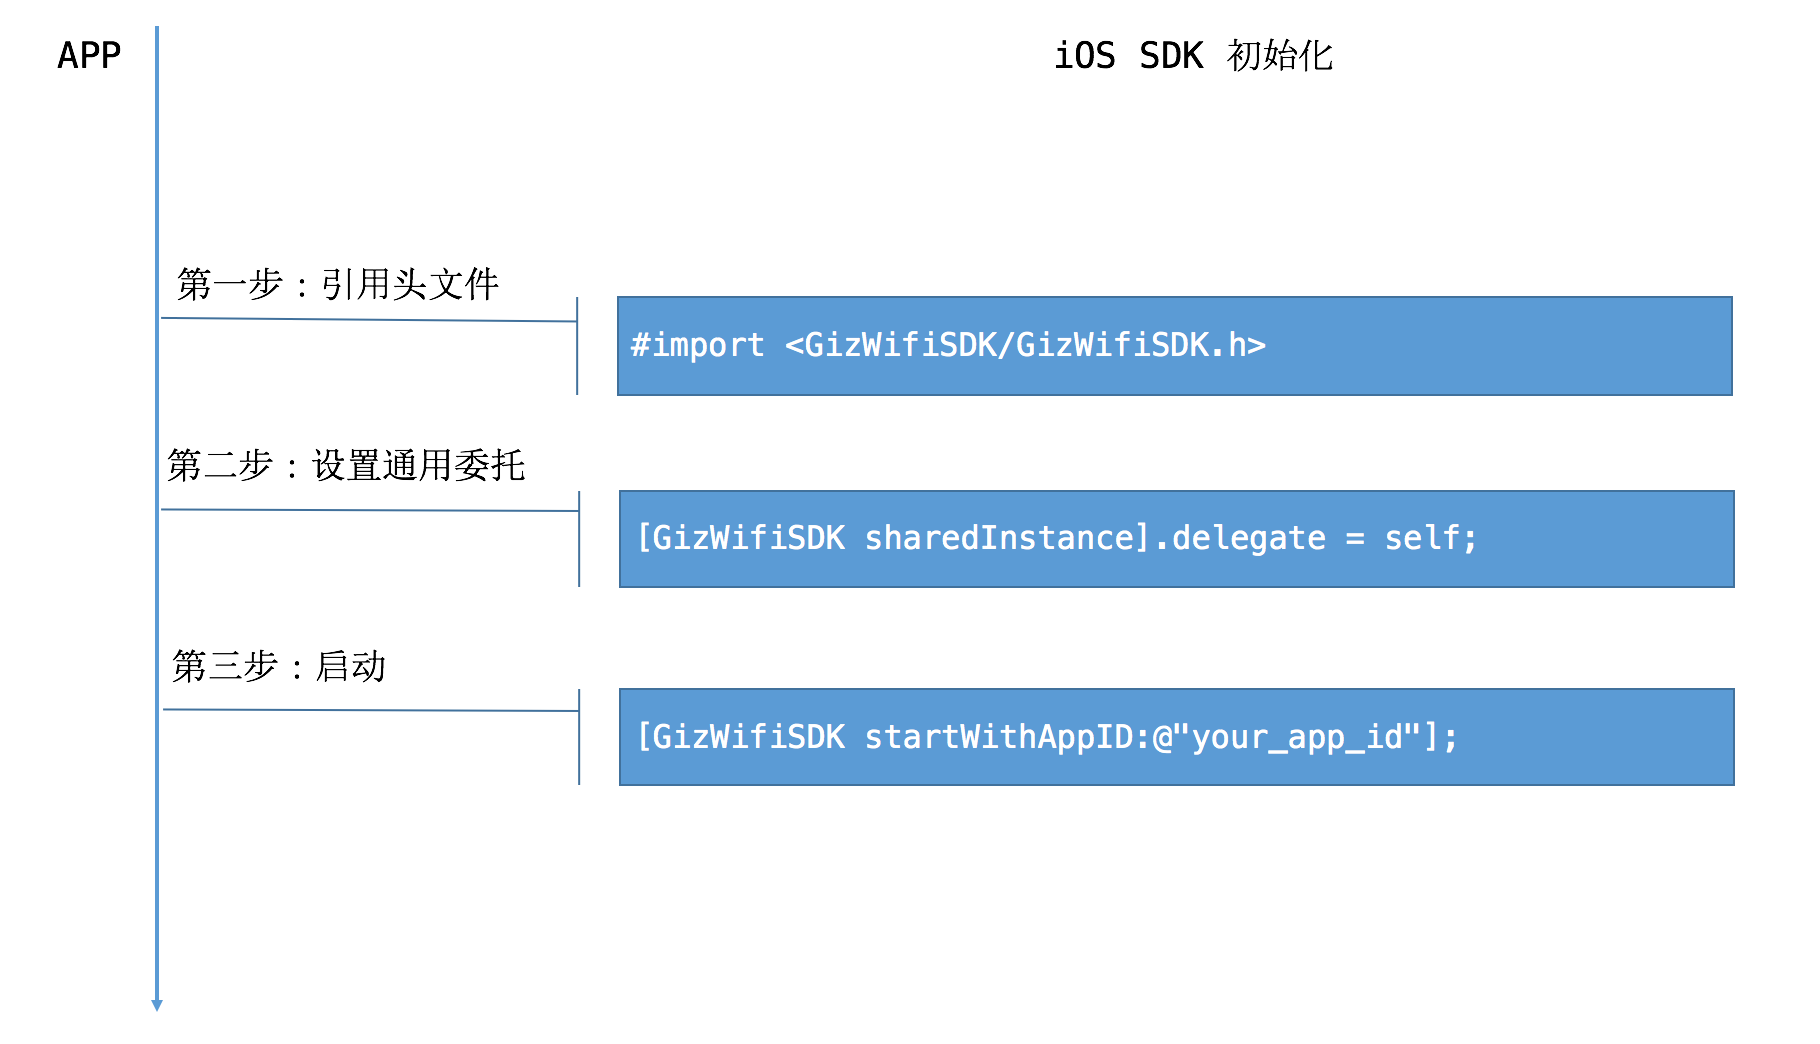 APP
iOS SDK 初始化
第一步：引用头文件
#import <GizWifiSDK/GizWifiSDK.h>
第二步：设置通用委托
[GizWifiSDK sharedInstance].delegate = self;
第三步：启动
[GizWifiSDK startWithAppID:@"your_app_id"];